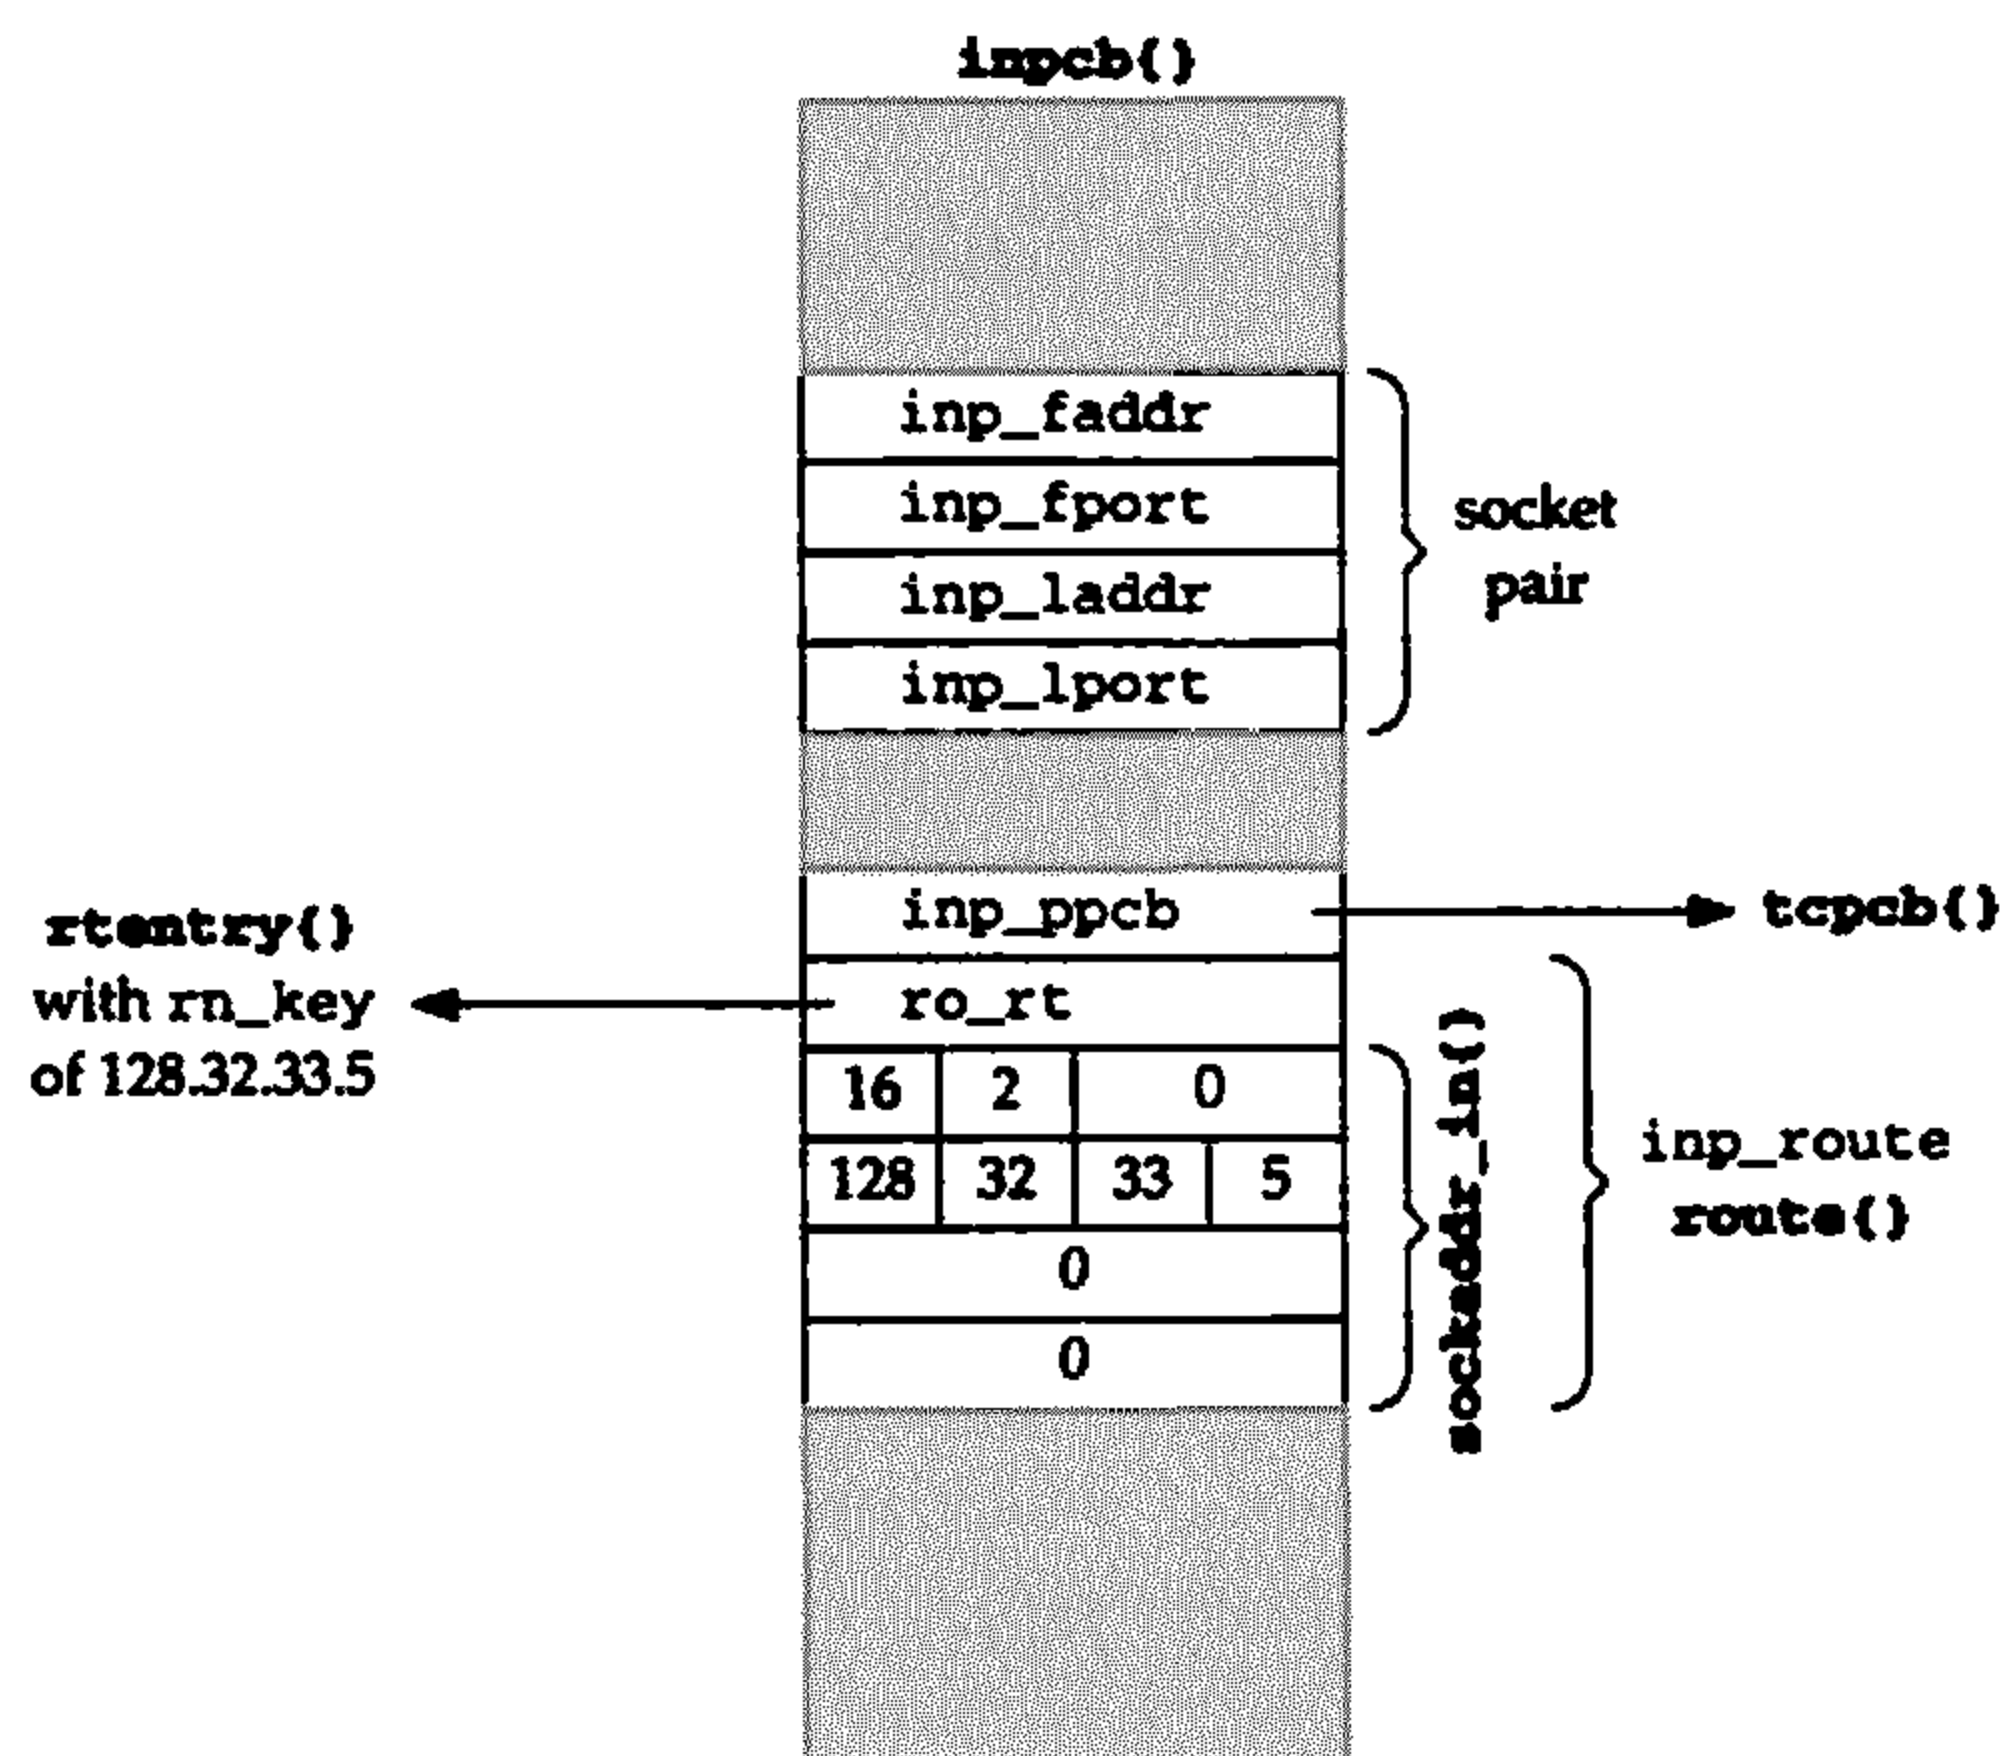 inpcb{}
inp_faddr
inp_fport
inp_laddr
inp_lport
socket
pair
inp_ppcb
tcpcb{}
rtentry{}
with rn_key
of 128.32.33.5
ro_rt
16 2 0
128 32 33 5
0
0
sockaddr_in{}
inp_route
route{}